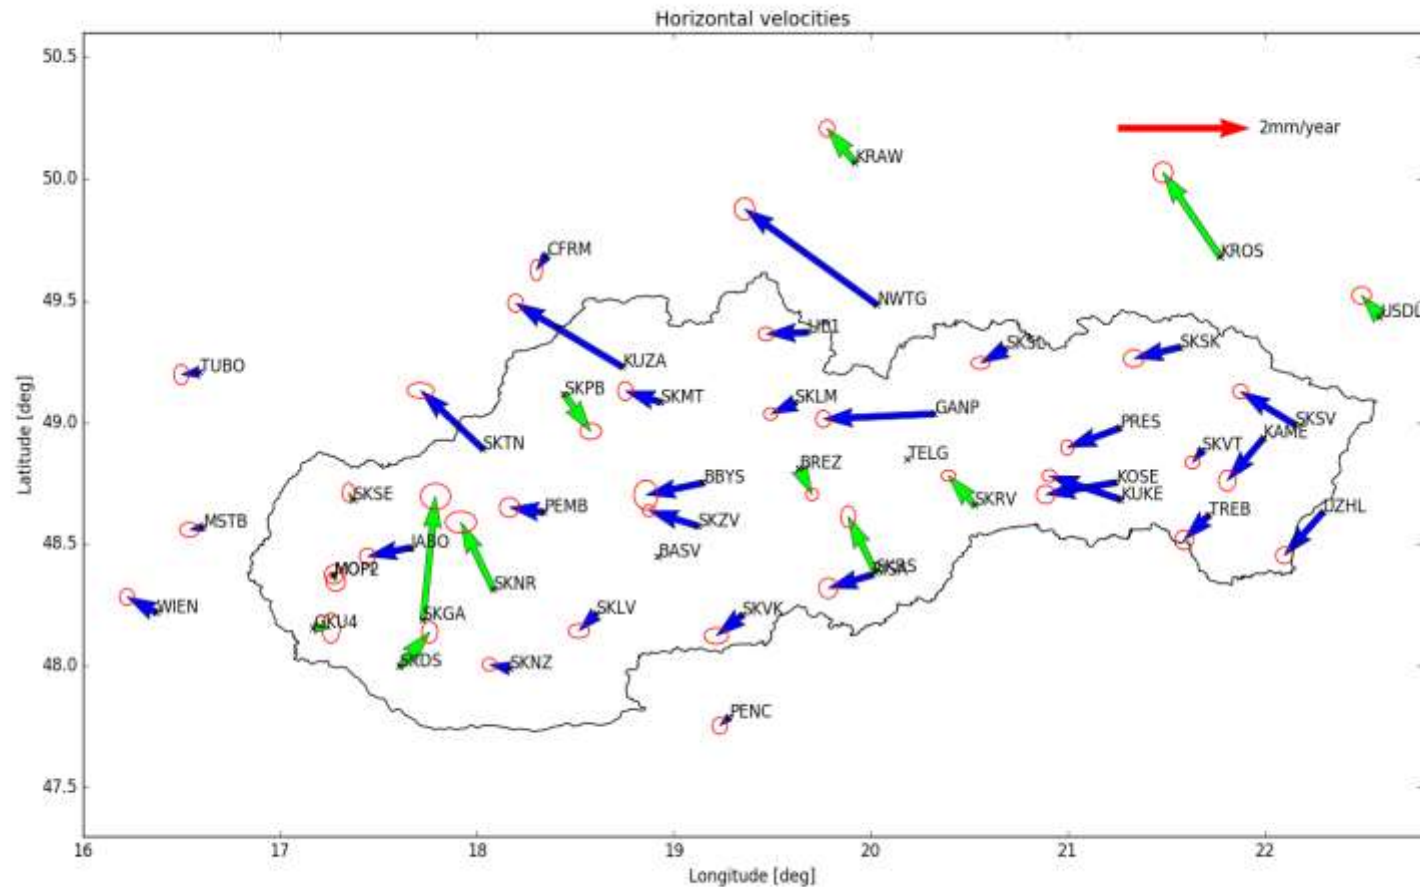 Horizontal velocities
50.5
2mm/year
KRAW
50.0
KROS
CFRM
49.5
NWTG
USDL
LIE1
SKSL
SKSK
TUBO
KUZA
SKPB
SKMT
SKLM
GANP
49.0
PRES
SKSV
KAME
SKTN
SKVT
TELG
BREZ
BBYS
KOSE
SKRV
KUKE
SKSE
PEMB
TREB
UZHL
MSTB
SKZV
48.5
JABO
BASV
MOP2
SKNR
WIEN
SKGA
SKLV
SKVK
GKU4
48.0
SKDS
SKNZ
PENC
47.5
16
17
18
19
20
21
22
Longitude [deg]
Latitude [deg]